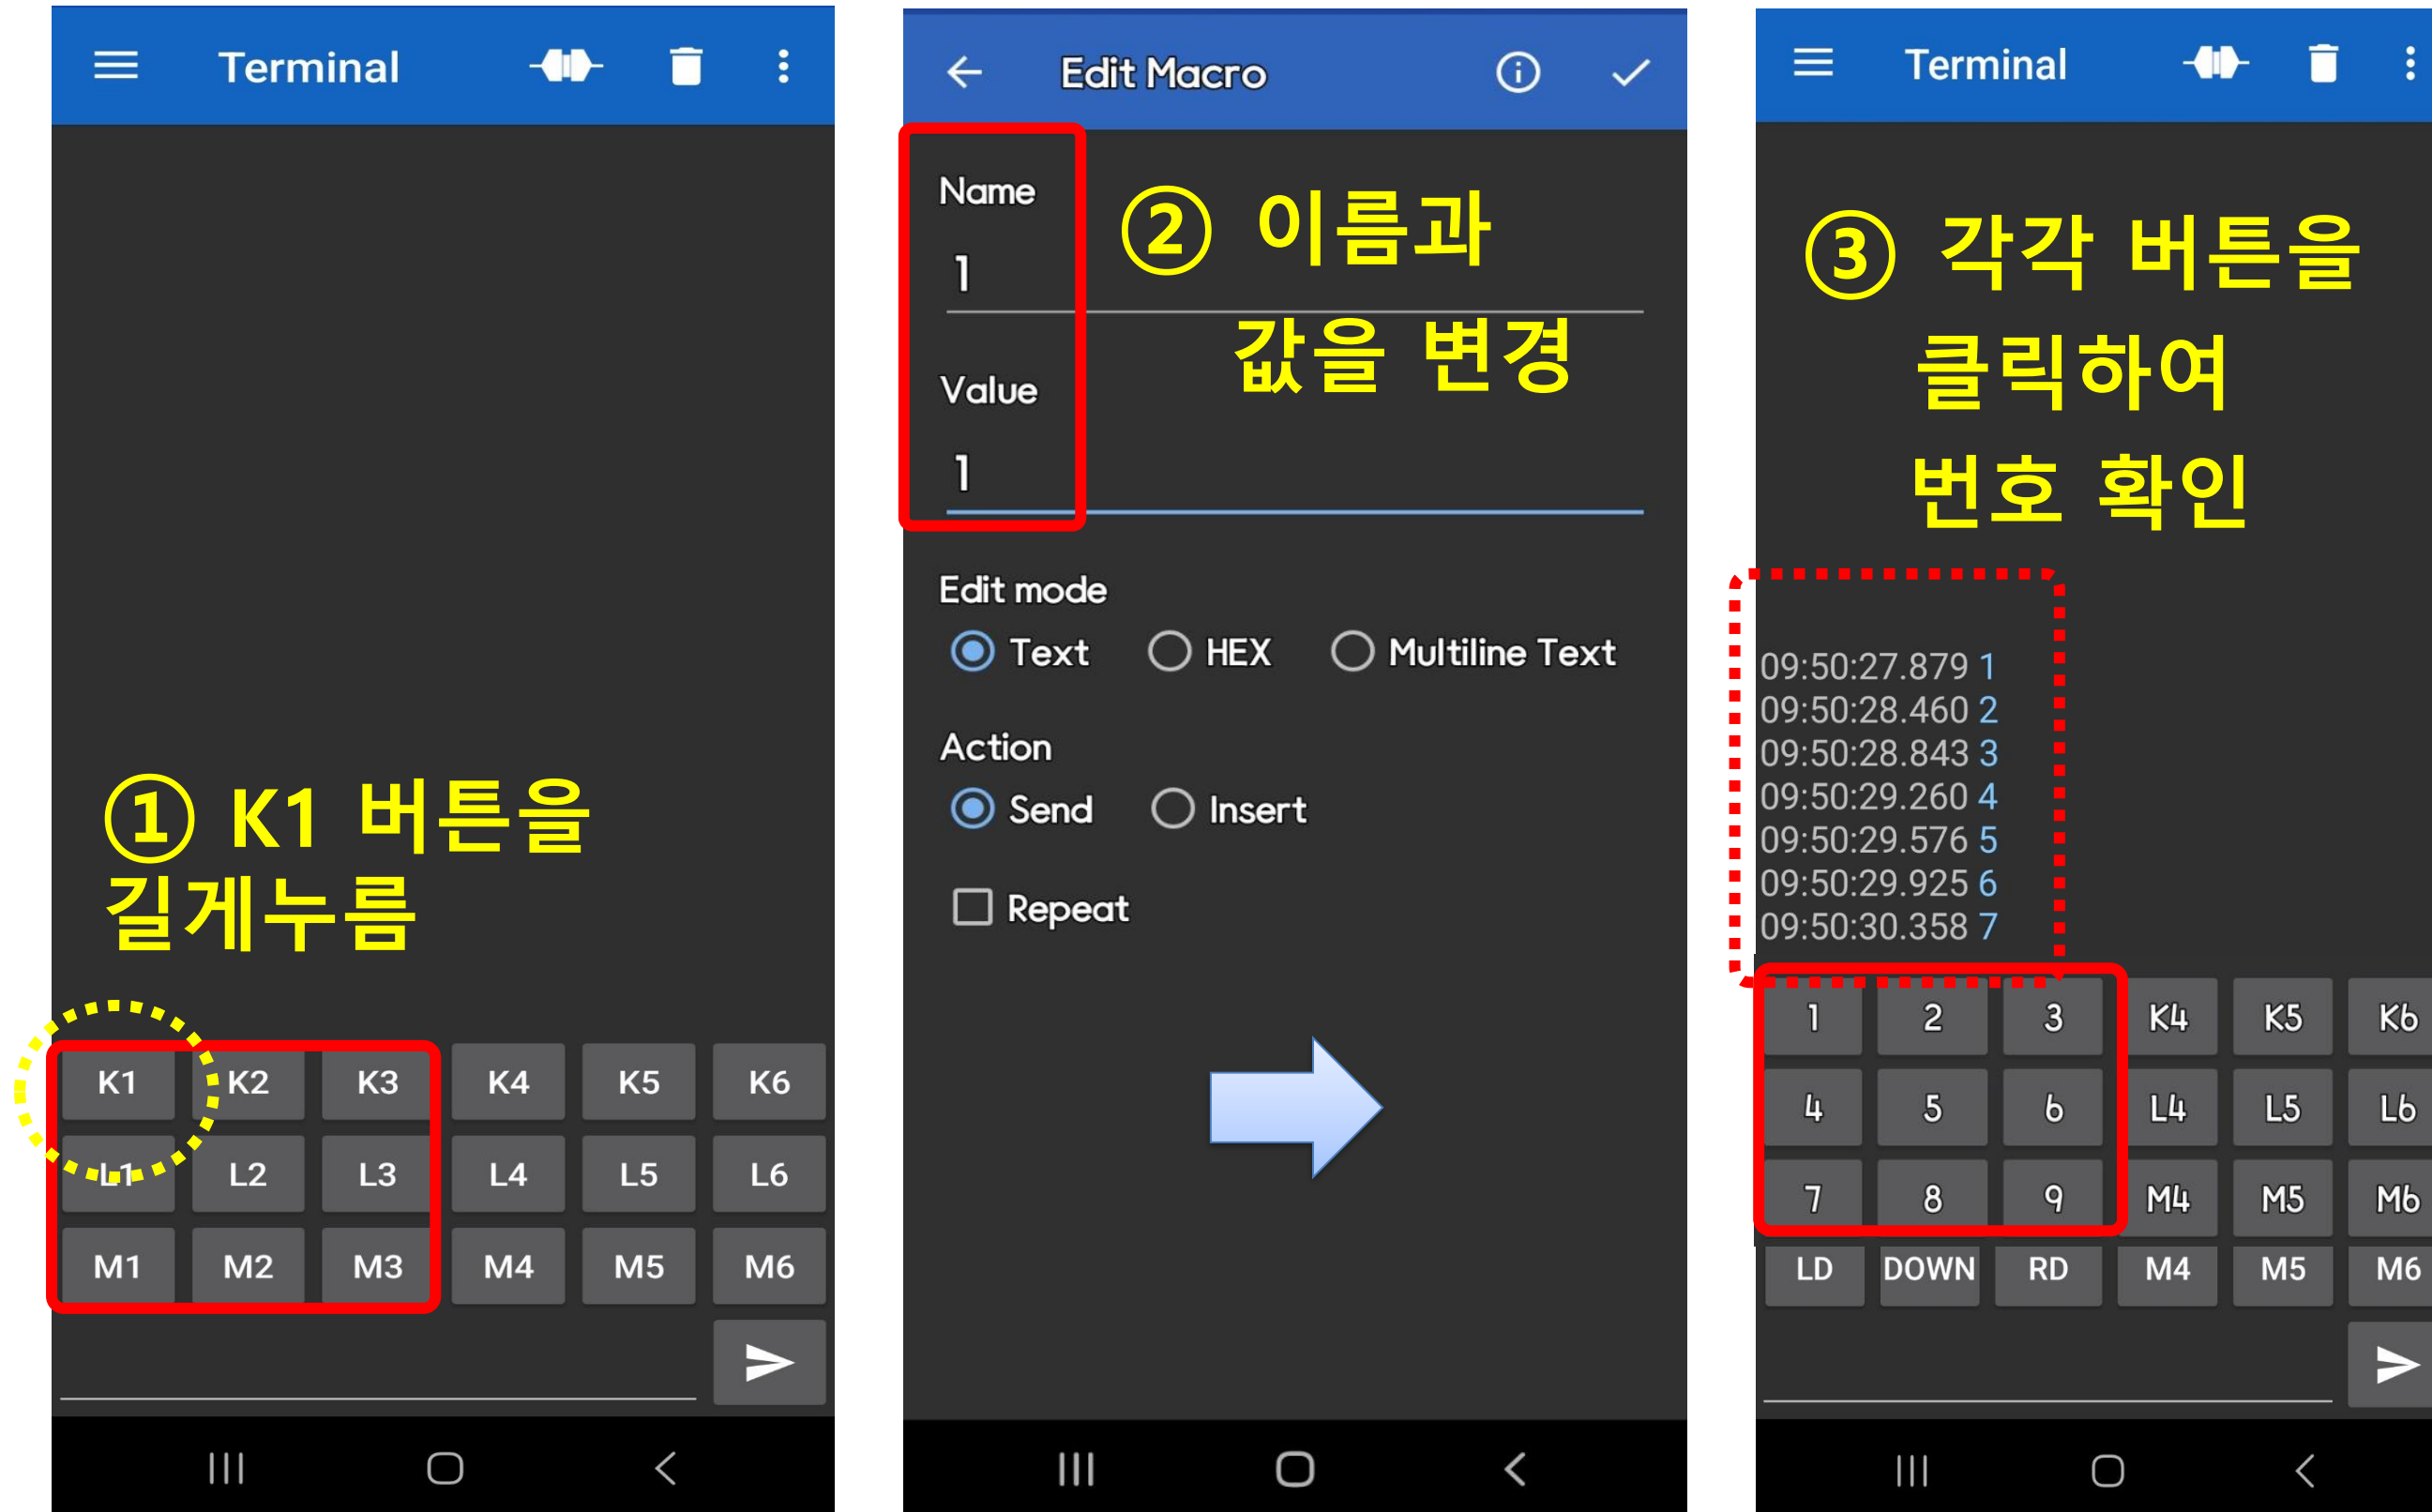 Terminal
① K1 버튼을
길게누름
K1 K2 K3 K4 K5 K6
L1 L2 L3 L4 L5 L6
M1 M2 M3 M4 M5 M6
Edit Macro
Name
1
② 이름과
값을 변경
Value
1
Edit mode
Text HEX Multiline Text
Action
Send Insert
Repeat
Terminal
③ 각각 버튼을
클릭하여
번호 확인
09:50:27.879 1
09:50:28.460 2
09:50:28.843 3
09:50:29.260 4
09:50:29.576 5
09:50:29.925 6
09:50:30.358 7
1 2 3 K4 K5 K6
4 5 6 L4 L5 L6
7 8 9 M4 M5 M6
LD DOWN RD M4 M5 M6